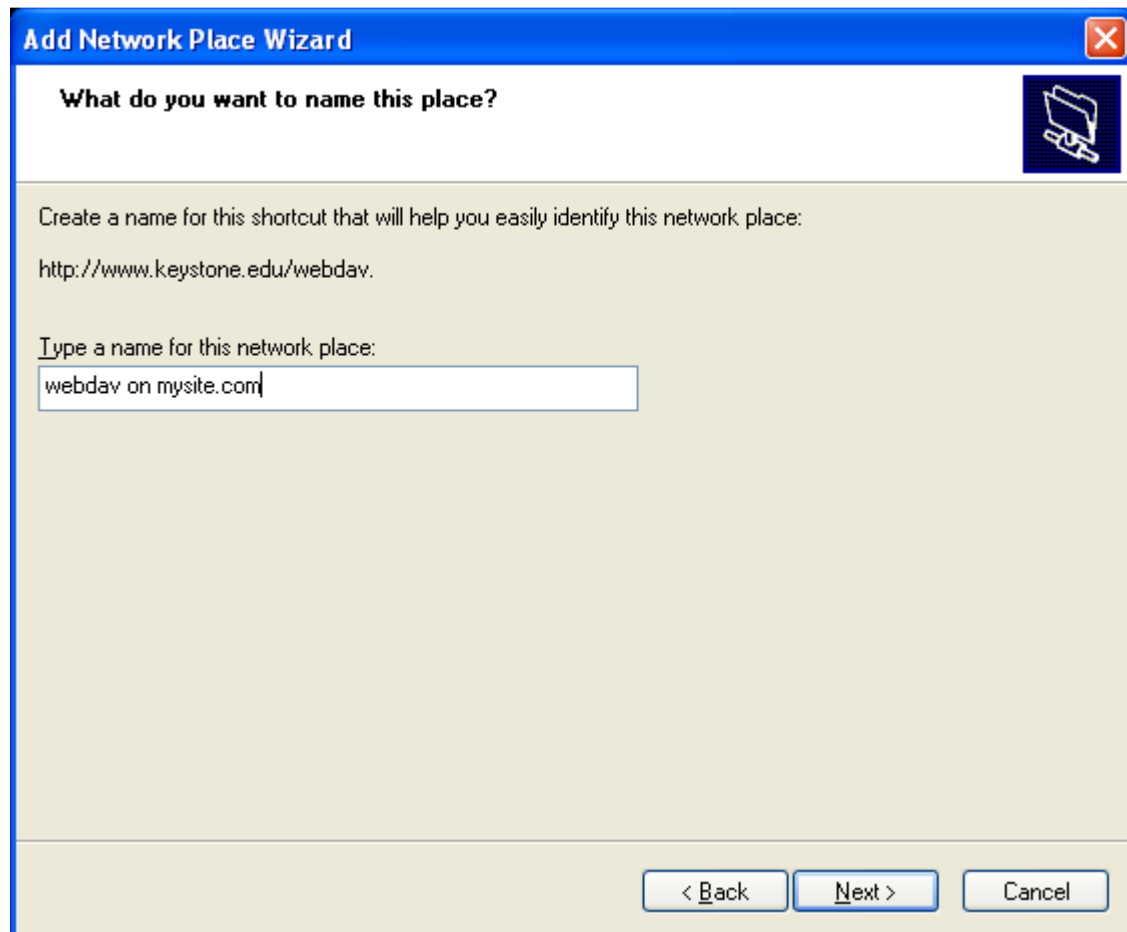 Add Network Place Wizard
What do you want to name this place?
Create a name for this shortcut that will help you easily identify this network place:
http://www.keystone.edu/webdav.
Type a name for this network place:
webdav on mysite.com
< Back
Next >
Cancel